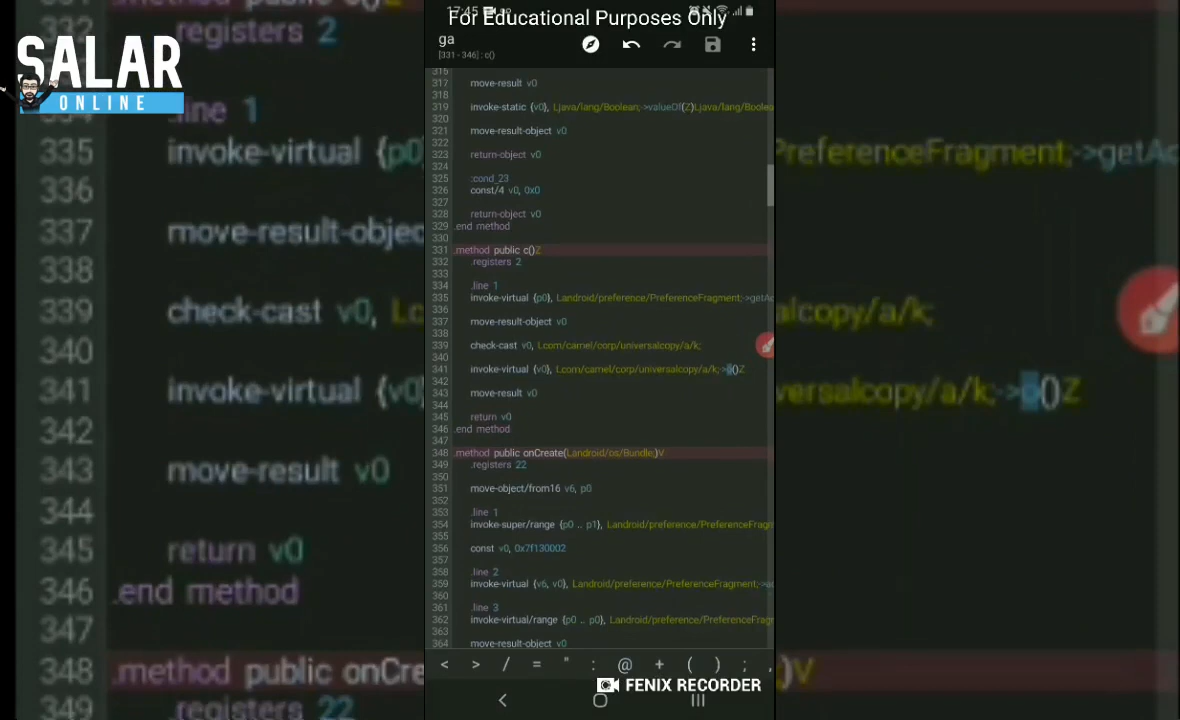 SALAR
ONLINE
17:45
For Educational Purposes Only
ga
[331 - 346] : c()
316
317 move-result v0
318
319 invoke-static {v0}, Ljava/lang/Boolean;->valueOf(Z)Ljava/lang/Boolea
320
321 move-result-object v0
322
323 return-object v0
324
325 :cond_23
326 const/4 v0, 0x0
327
328 return-object v0
329 .end method
330
331 .method public c()Z
332 .registers 2
333
334 .line 1
335 invoke-virtual {p0}, Landroid/preference/PreferenceFragment;->getAc
336
337 move-result-object v0
338
339 check-cast v0, Lcom/camel/corp/universalcopy/a/k;
340
341 invoke-virtual {v0}, Lcom/camel/corp/universalcopy/a/k;->o()Z
342
343 move-result v0
344
345 return v0
346 .end method
347
348 .method public onCreate(Landroid/os/Bundle;)V
349 .registers 22
350
351 move-object/from16 v6, p0
352
353 .line 1
354 invoke-super/range {p0 .. p1}, Landroid/preference/PreferenceFragm
355
356 const v0, 0x7f130002
357
358 .line 2
359 invoke-virtual {v6, v0}, Landroid/preference/PreferenceFragment;->ad
360
361 .line 3
362 invoke-virtual/range {p0 .. p0}, Landroid/preference/PreferenceFragm
363
364 move-result-object v0
< > / = " : @ + ( ) ; ,
FENIX RECORDER